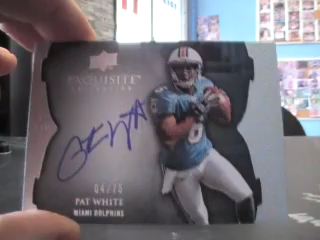 EXQUISITE
COLLECTION
04/75
PAT WHITE
MIAMI DOLPHINS